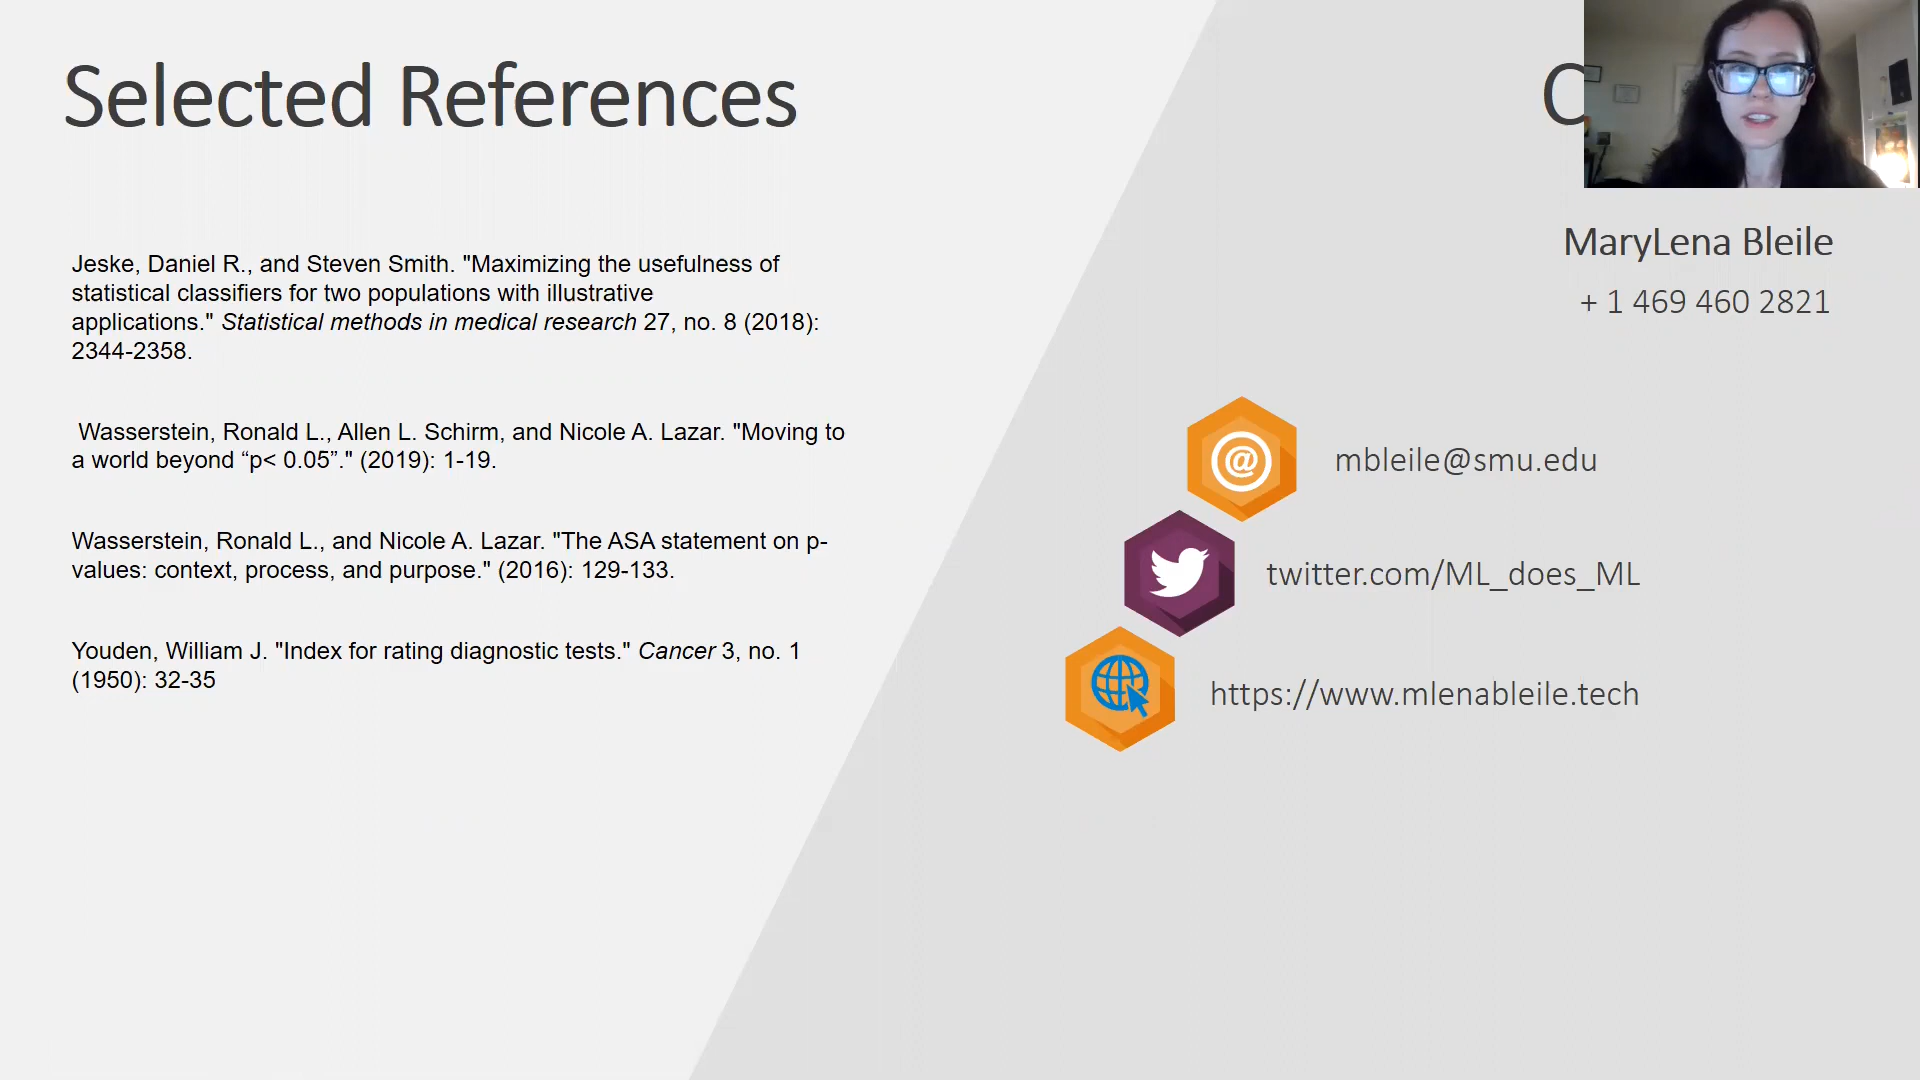 Selected References
Jeske, Daniel R., and Steven Smith. "Maximizing the usefulness of
statistical classifiers for two populations with illustrative
applications." Statistical methods in medical research 27, no. 8 (2018):
2344-2358.
Wasserstein, Ronald L., Allen L. Schirm, and Nicole A. Lazar. "Moving to
a world beyond “p< 0.05”." (2019): 1-19.
Wasserstein, Ronald L., and Nicole A. Lazar. "The ASA statement on p-
values: context, process, and purpose." (2016): 129-133.
Youden, William J. "Index for rating diagnostic tests." Cancer 3, no. 1
(1950): 32-35
MaryLena Bleile
+ 1 469 460 2821
@ mbleile@smu.edu
twitter.com/ML_does_ML
https://www.mlenableile.tech